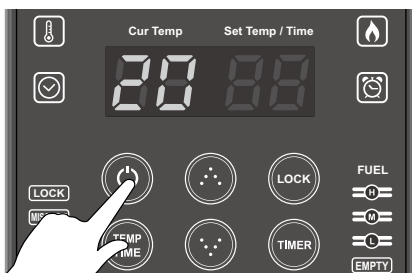 Cur Temp Set Temp / Time
20
LOCK
FUEL
LOCK
H
M
TEMP
TIME
TIMER
L
EMPTY